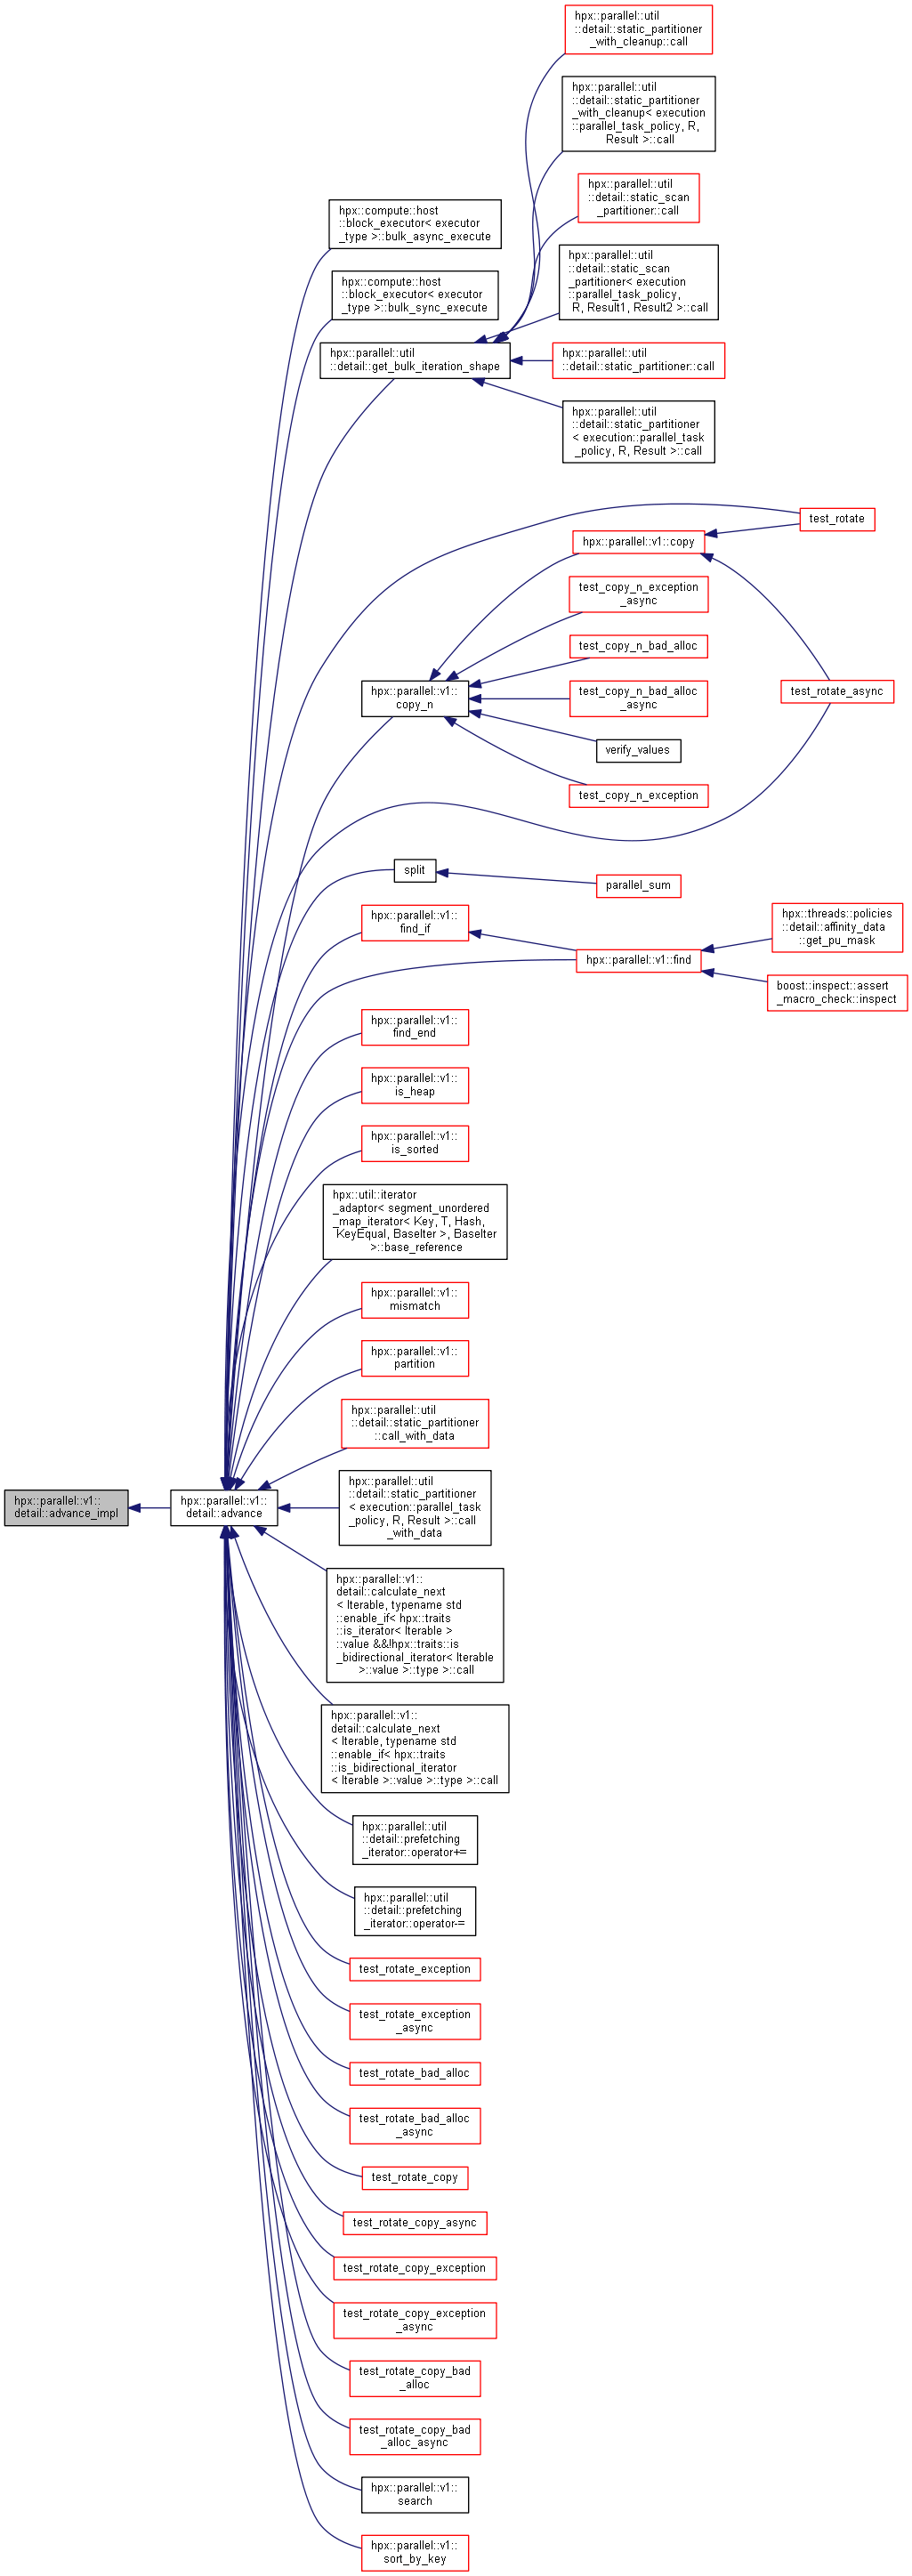 hpx::parallel::util
::detail::static_partitioner
_with_cleanup::call
hpx::parallel::util
::detail::static_partitioner
_with_cleanup< execution
::parallel_task_policy, R,
Result >::call
hpx::parallel::util
::detail::static_scan
_partitioner::call
hpx::compute::host
::block_executor< executor
_type >::bulk_async_execute
hpx::parallel::util
::detail::static_scan
_partitioner< execution
::parallel_task_policy,
R, Result1, Result2 >::call
hpx::compute::host
::block_executor< executor
_type >::bulk_sync_execute
hpx::parallel::util
::detail::get_bulk_iteration_shape
hpx::parallel::util
::detail::static_partitioner::call
hpx::parallel::util
::detail::static_partitioner
< execution::parallel_task
_policy, R, Result >::call
test_rotate
hpx::parallel::v1::copy
test_copy_n_exception
_async
test_copy_n_bad_alloc
hpx::parallel::v1::
copy_n
test_copy_n_bad_alloc
_async
test_rotate_async
verify_values
test_copy_n_exception
split
parallel_sum
hpx::parallel::v1::
find_if
hpx::threads::policies
::detail::affinity_data
::get_pu_mask
hpx::parallel::v1::find
boost::inspect::assert
_macro_check::inspect
hpx::parallel::v1::
find_end
hpx::parallel::v1::
is_heap
hpx::parallel::v1::
is_sorted
hpx::util::iterator
_adaptor< segment_unordered
_map_iterator< Key, T, Hash,
KeyEqual, BaseIter >, BaseIter
>::base_reference
hpx::parallel::v1::
mismatch
hpx::parallel::v1::
partition
hpx::parallel::util
::detail::static_partitioner
::call_with_data
hpx::parallel::v1::
detail::advance_impl
hpx::parallel::v1::
detail::advance
hpx::parallel::util
::detail::static_partitioner
< execution::parallel_task
_policy, R, Result >::call
_with_data
hpx::parallel::v1::
detail::calculate_next
< Iterable, typename std
::enable_if< hpx::traits
::is_iterator< Iterable >
::value &&!hpx::traits::is
_bidirectional_iterator< Iterable
>::value >::type >::call
hpx::parallel::v1::
detail::calculate_next
< Iterable, typename std
::enable_if< hpx::traits
::is_bidirectional_iterator
< Iterable >::value >::type >::call
hpx::parallel::util
::detail::prefetching
_iterator::operator+=
hpx::parallel::util
::detail::prefetching
_iterator::operator-=
test_rotate_exception
test_rotate_exception
_async
test_rotate_bad_alloc
test_rotate_bad_alloc
_async
test_rotate_copy
test_rotate_copy_async
test_rotate_copy_exception
test_rotate_copy_exception
_async
test_rotate_copy_bad
_alloc
test_rotate_copy_bad
_alloc_async
hpx::parallel::v1::
search
hpx::parallel::v1::
sort_by_key